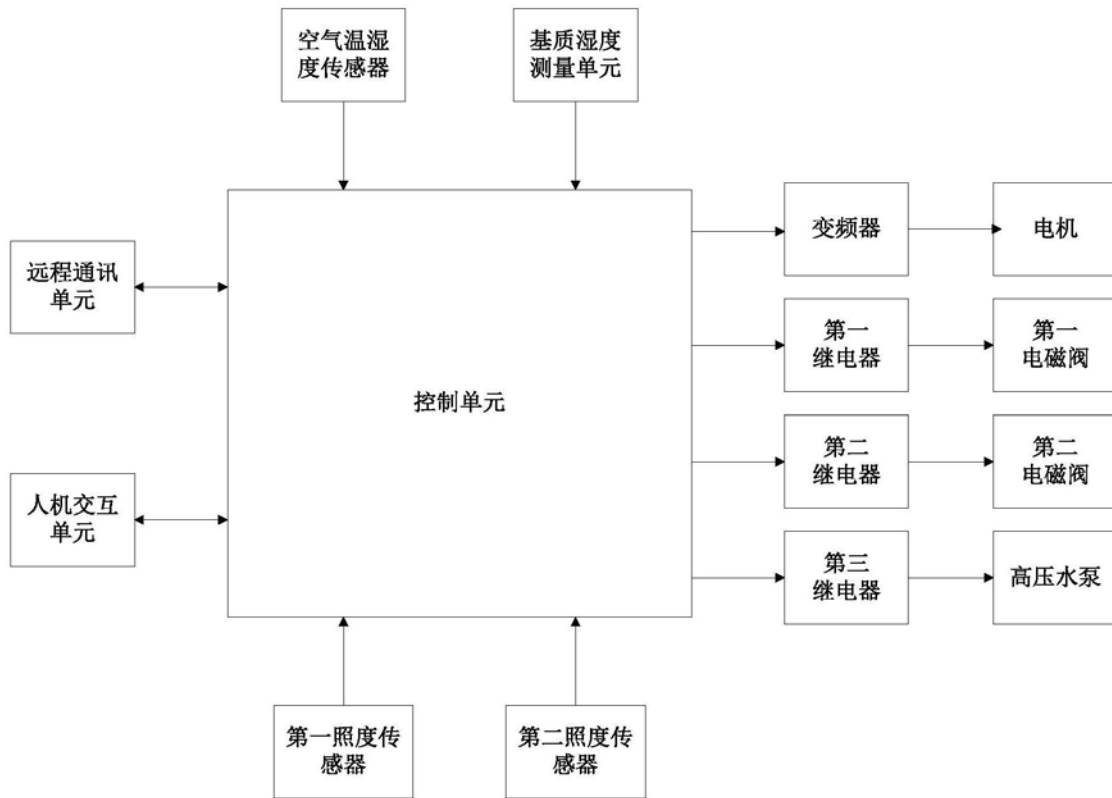 空气温湿
度传感器
基质湿度
测量单元
变频器
电机
远程通讯
单元
第一
继电器
第一
电磁阀
控制单元
第二
继电器
第二
电磁阀
人机交互
单元
第三
继电器
高压水泵
第一照度传
感器
第二照度传
感器